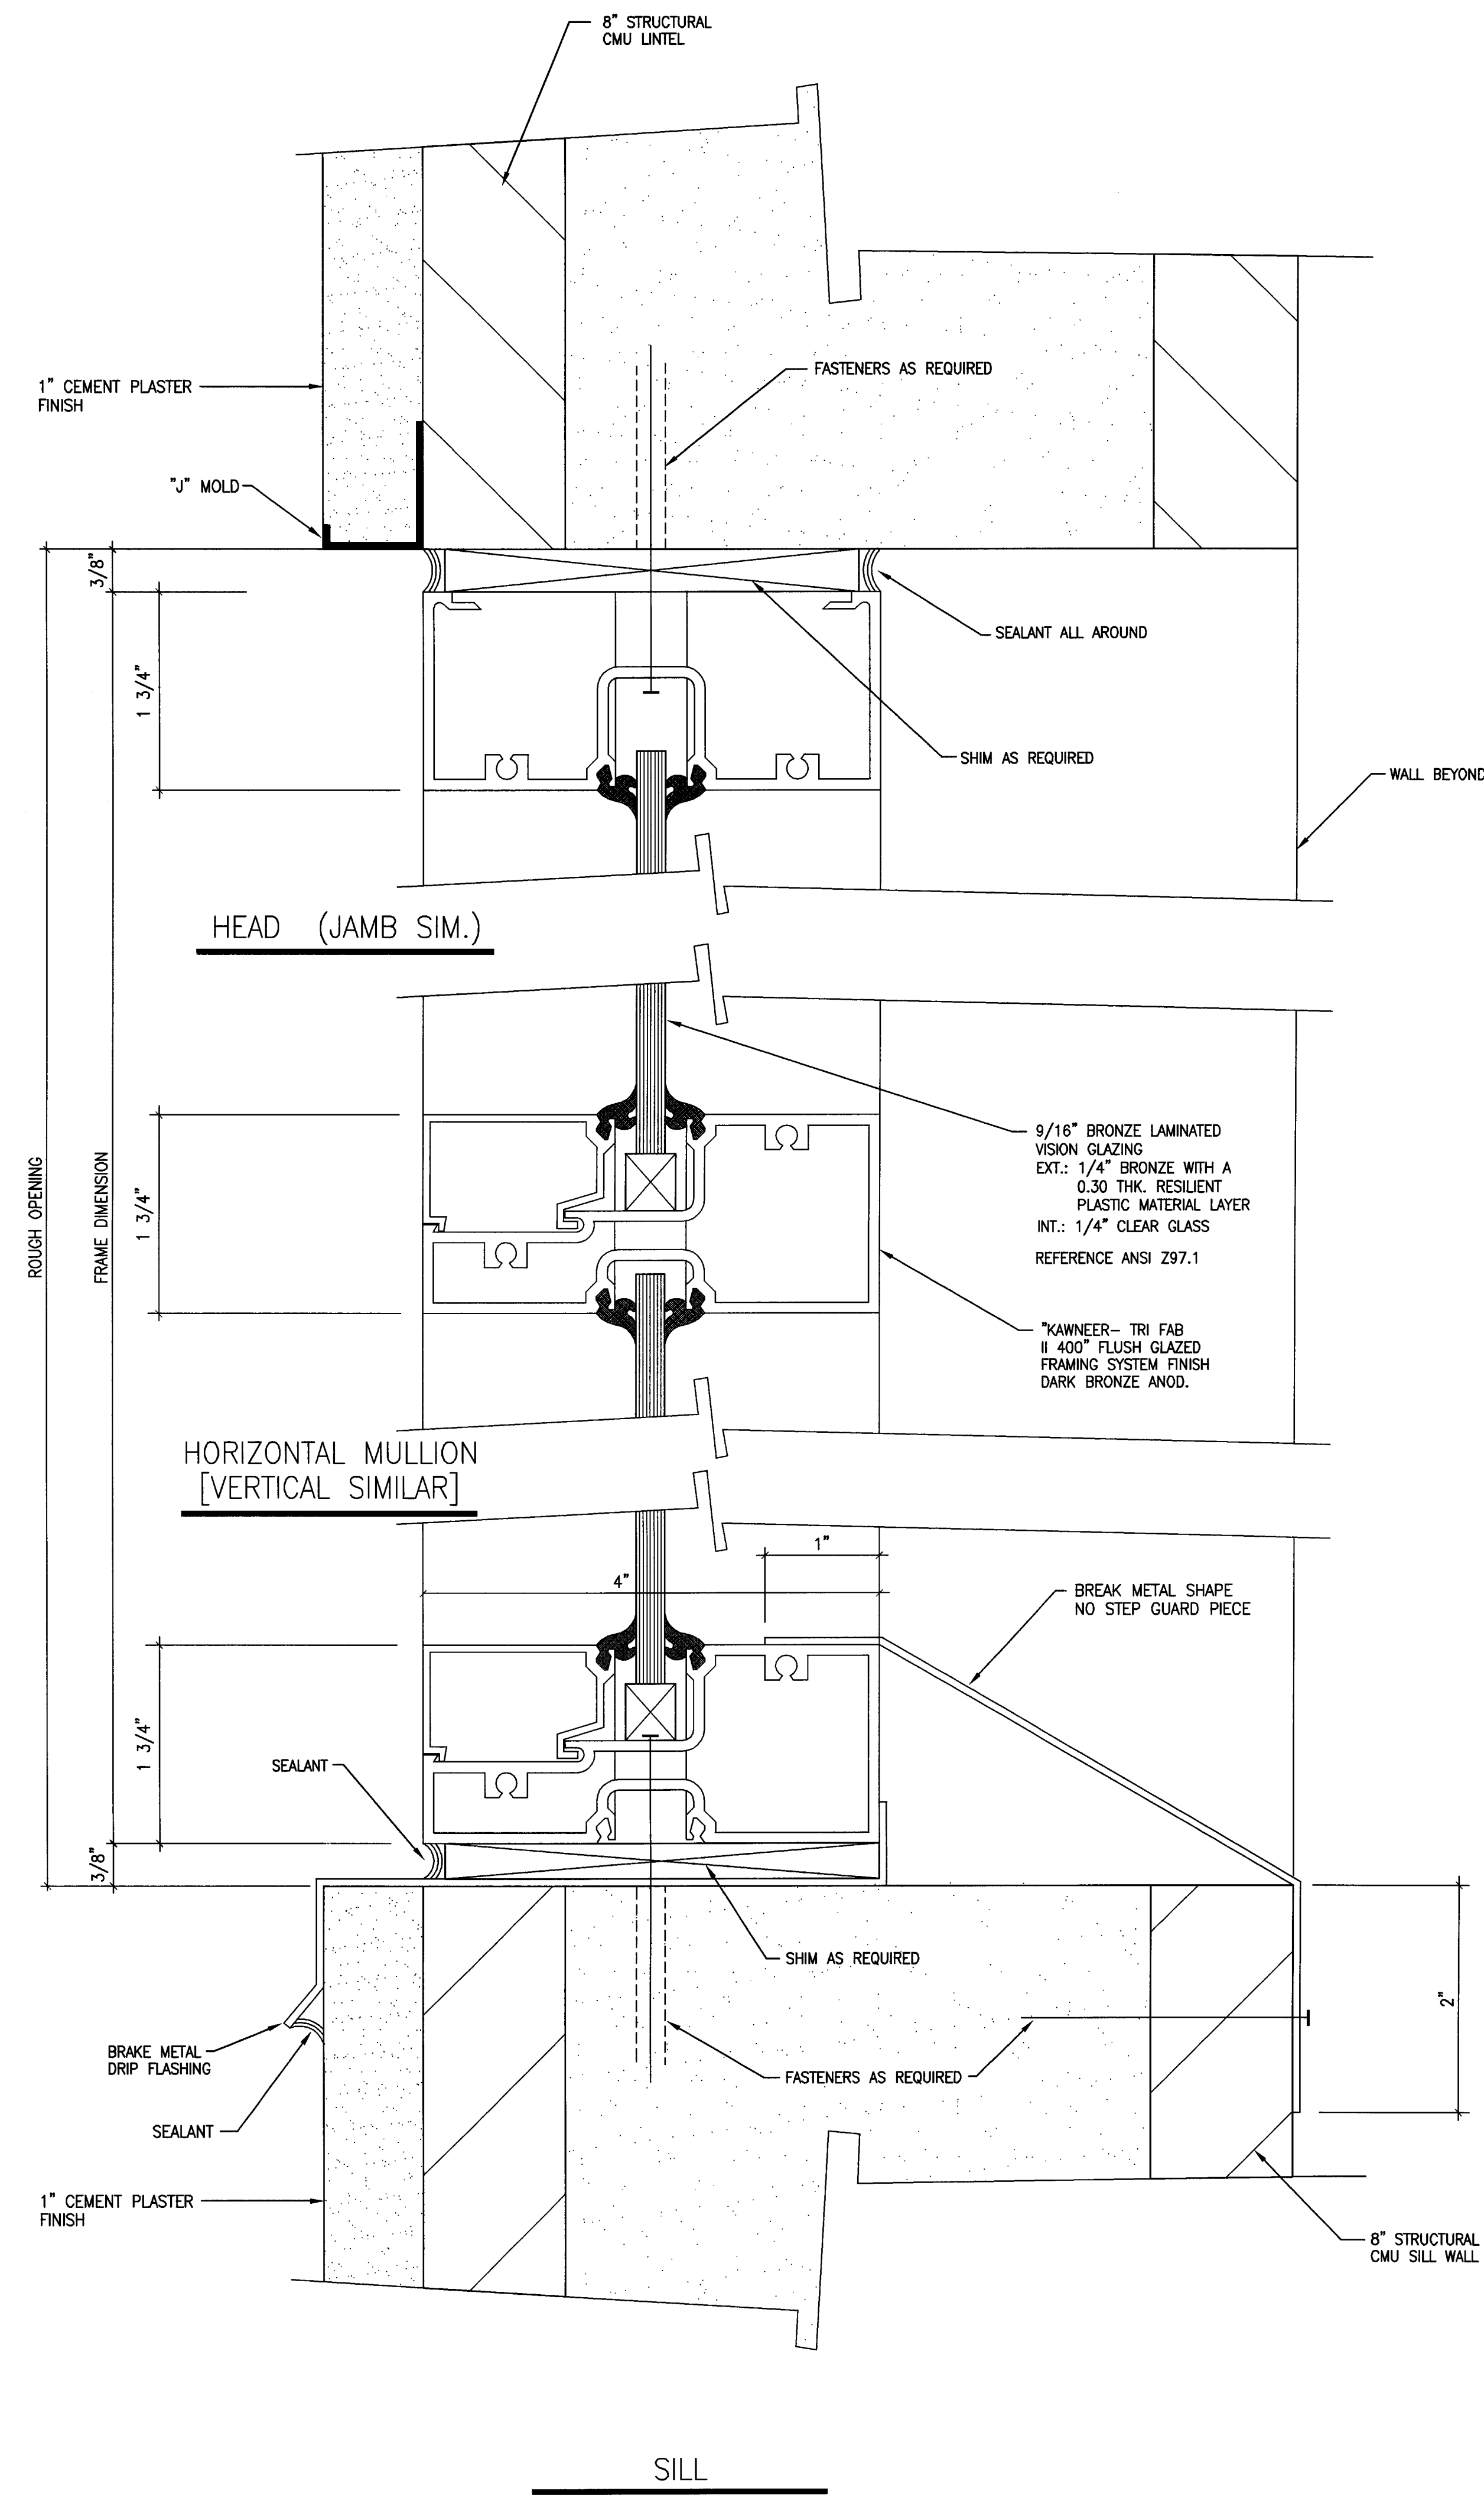 8" STRUCTURAL
CMU LINTEL
1" CEMENT PLASTER
FINISH
FASTENERS AS REQUIRED
"J" MOLD
3/8"
SEALANT ALL AROUND
1 3/4"
SHIM AS REQUIRED
WALL BEYOND
HEAD (JAMB SIM.)
9/16" BRONZE LAMINATED
VISION GLAZING
EXT.: 1/4" BRONZE WITH A
0.30 THK. RESILIENT
PLASTIC MATERIAL LAYER
INT.: 1/4" CLEAR GLASS
REFERENCE ANSI Z97.1
ROUGH OPENING
FRAME DIMENSION
1 3/4"
"KAWNEER- TRI FAB
II 400" FLUSH GLAZED
FRAMING SYSTEM FINISH
DARK BRONZE ANOD.
HORIZONTAL MULLION
[VERTICAL SIMILAR]
1"
4"
BREAK METAL SHAPE
NO STEP GUARD PIECE
1 3/4"
SEALANT
3/8"
SHIM AS REQUIRED
2"
BRAKE METAL
DRIP FLASHING
FASTENERS AS REQUIRED
SEALANT
1" CEMENT PLASTER
FINISH
8" STRUCTURAL
CMU SILL WALL
SILL